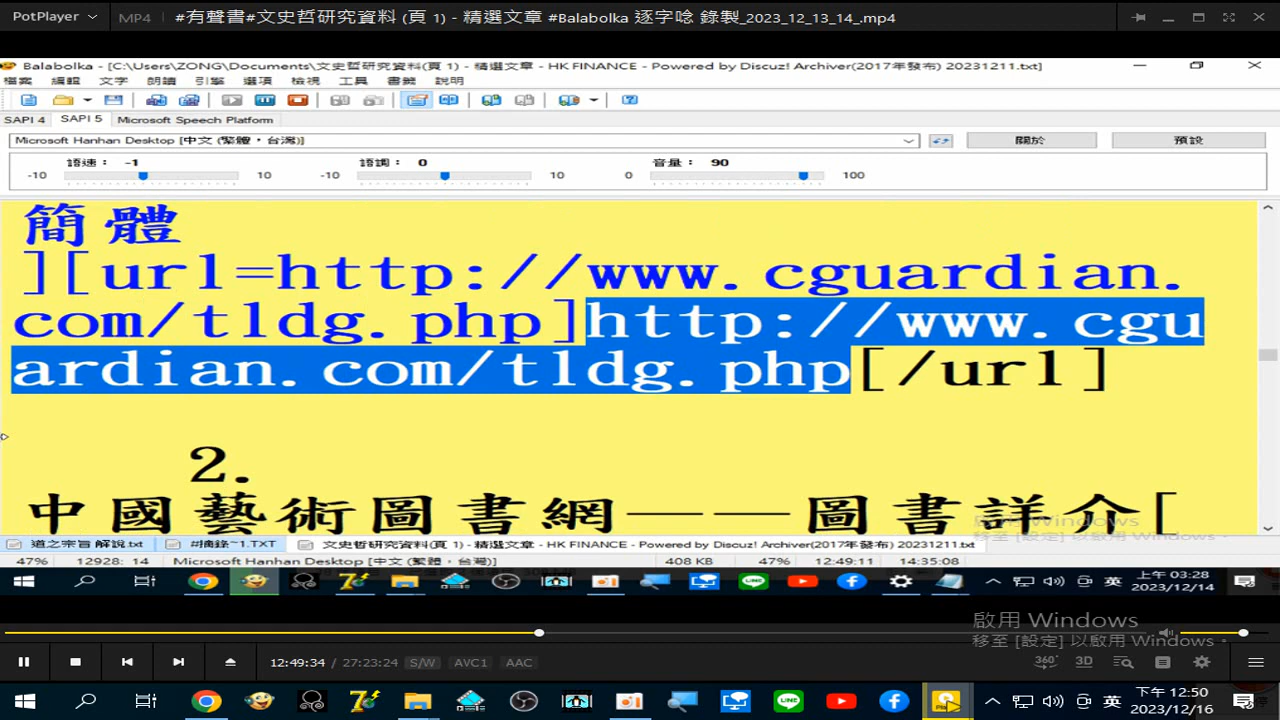 PotPlayer MP4 #有聲書#文史哲研究資料 (頁 1) - 精選文章 #Balabolka 逐字唸 錄製_2023_12_13_14_.mp4
Balabolka - [C:\Users\ZONG\Documents\文史哲研究資料(頁 1) - 精選文章 - HK FINANCE - Powered by Discuz! Archiver(2017年發布) 20231211.txt]
檔案 編輯 文字 朗讀 引擎 選項 檢視 工具 書籤 說明
SAPI 4 SAPI 5 Microsoft Speech Platform
Microsoft Hanhan Desktop [中文 (繁體，台灣)] 關於 預設
語速： -1 語調： 0 音量： 90
-10 10 -10 10 0 100
簡體
][url=http://www.cguardian.
com/tldg.php]http://www.cgu
ardian.com/tldg.php[/url]
2.
中國藝術圖書網——圖書詳介[
道之宗旨 解說.txt #摘錄~1.TXT 文史哲研究資料(頁 1) - 精選文章 - HK FINANCE - Powered by Discuz! Archiver(2017年發布) 20231211.txt
47% 12928: 14 Microsoft Hanhan Desktop [中文 (繁體，台灣)] 408 KB 47% 12:49:11 14:35:08
英 上午 03:28
2023/12/14
啟用 Windows
移至 [設定] 以啟用 Windows。
12:49:34 / 27:23:24 S/W AVC1 AAC 360° 3D
英 下午 12:50
2023/12/16